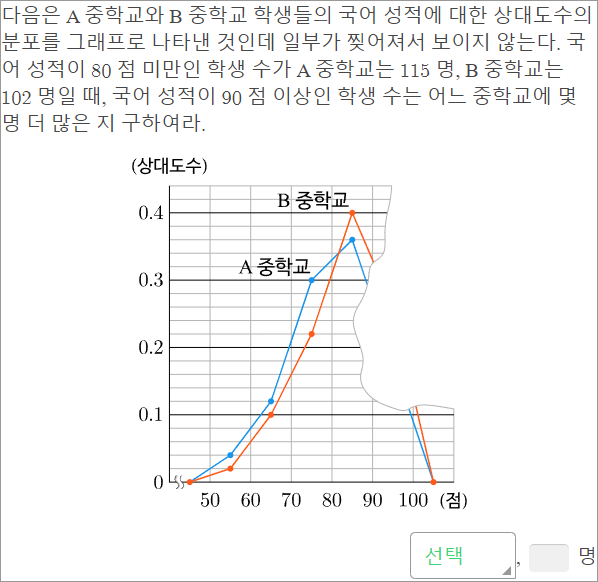 다음은 A 중학교와 B 중학교 학생들의 국어 성적에 대한 상대도수의
분포를 그래프로 나타낸 것인데 일부가 찢어져서 보이지 않는다. 국
어 성적이 80 점 미만인 학생 수가 A 중학교는 115 명, B 중학교는
102 명일 때, 국어 성적이 90 점 이상인 학생 수는 어느 중학교에 몇
명 더 많은 지 구하여라.
(상대도수)
B 중학교
0.4
A 중학교
0.3
0.2
0.1
0
50 60 70 80 90 100 (점)
선택 , 명